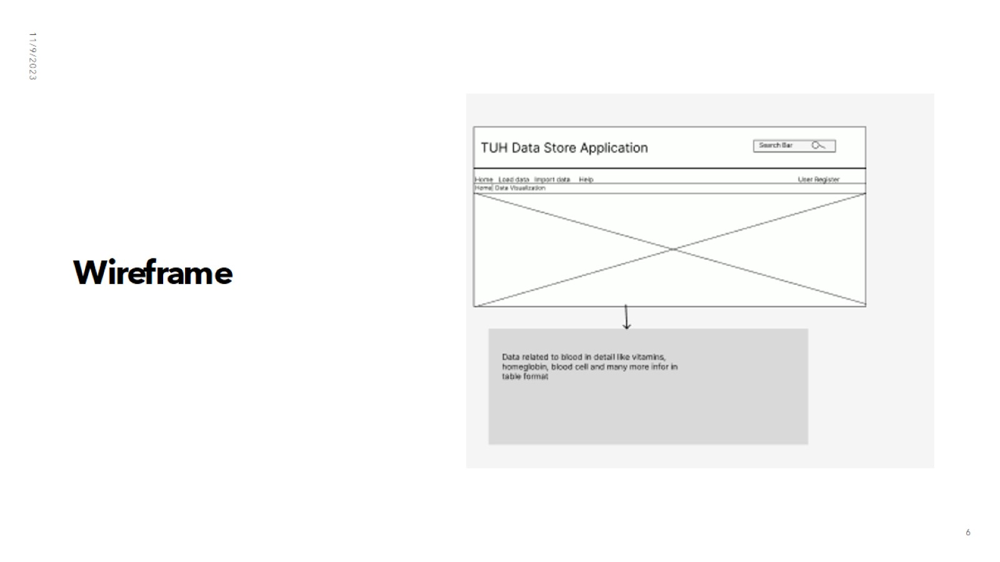 11/9/2023
Wireframe
TUH Data Store Application
Search Bar
Home Load data Import data Help User Register
Home| Data Visualization
Data related to blood in detail like vitamins,
homeglobin, blood cell and many more infor in
table format
6